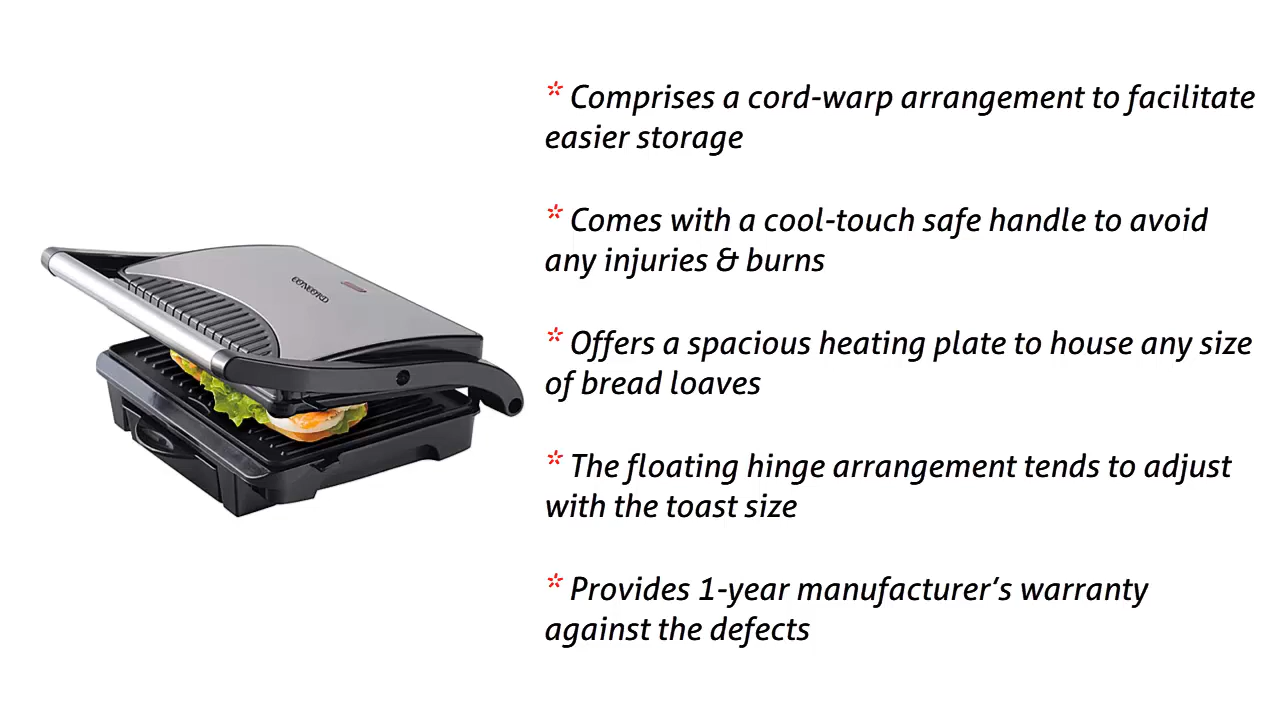 * Comprises a cord-warp arrangement to facilitate
easier storage
* Comes with a cool-touch safe handle to avoid
any injuries & burns
* Offers a spacious heating plate to house any size
of bread loaves
* The floating hinge arrangement tends to adjust
with the toast size
* Provides 1-year manufacturer’s warranty
against the defects